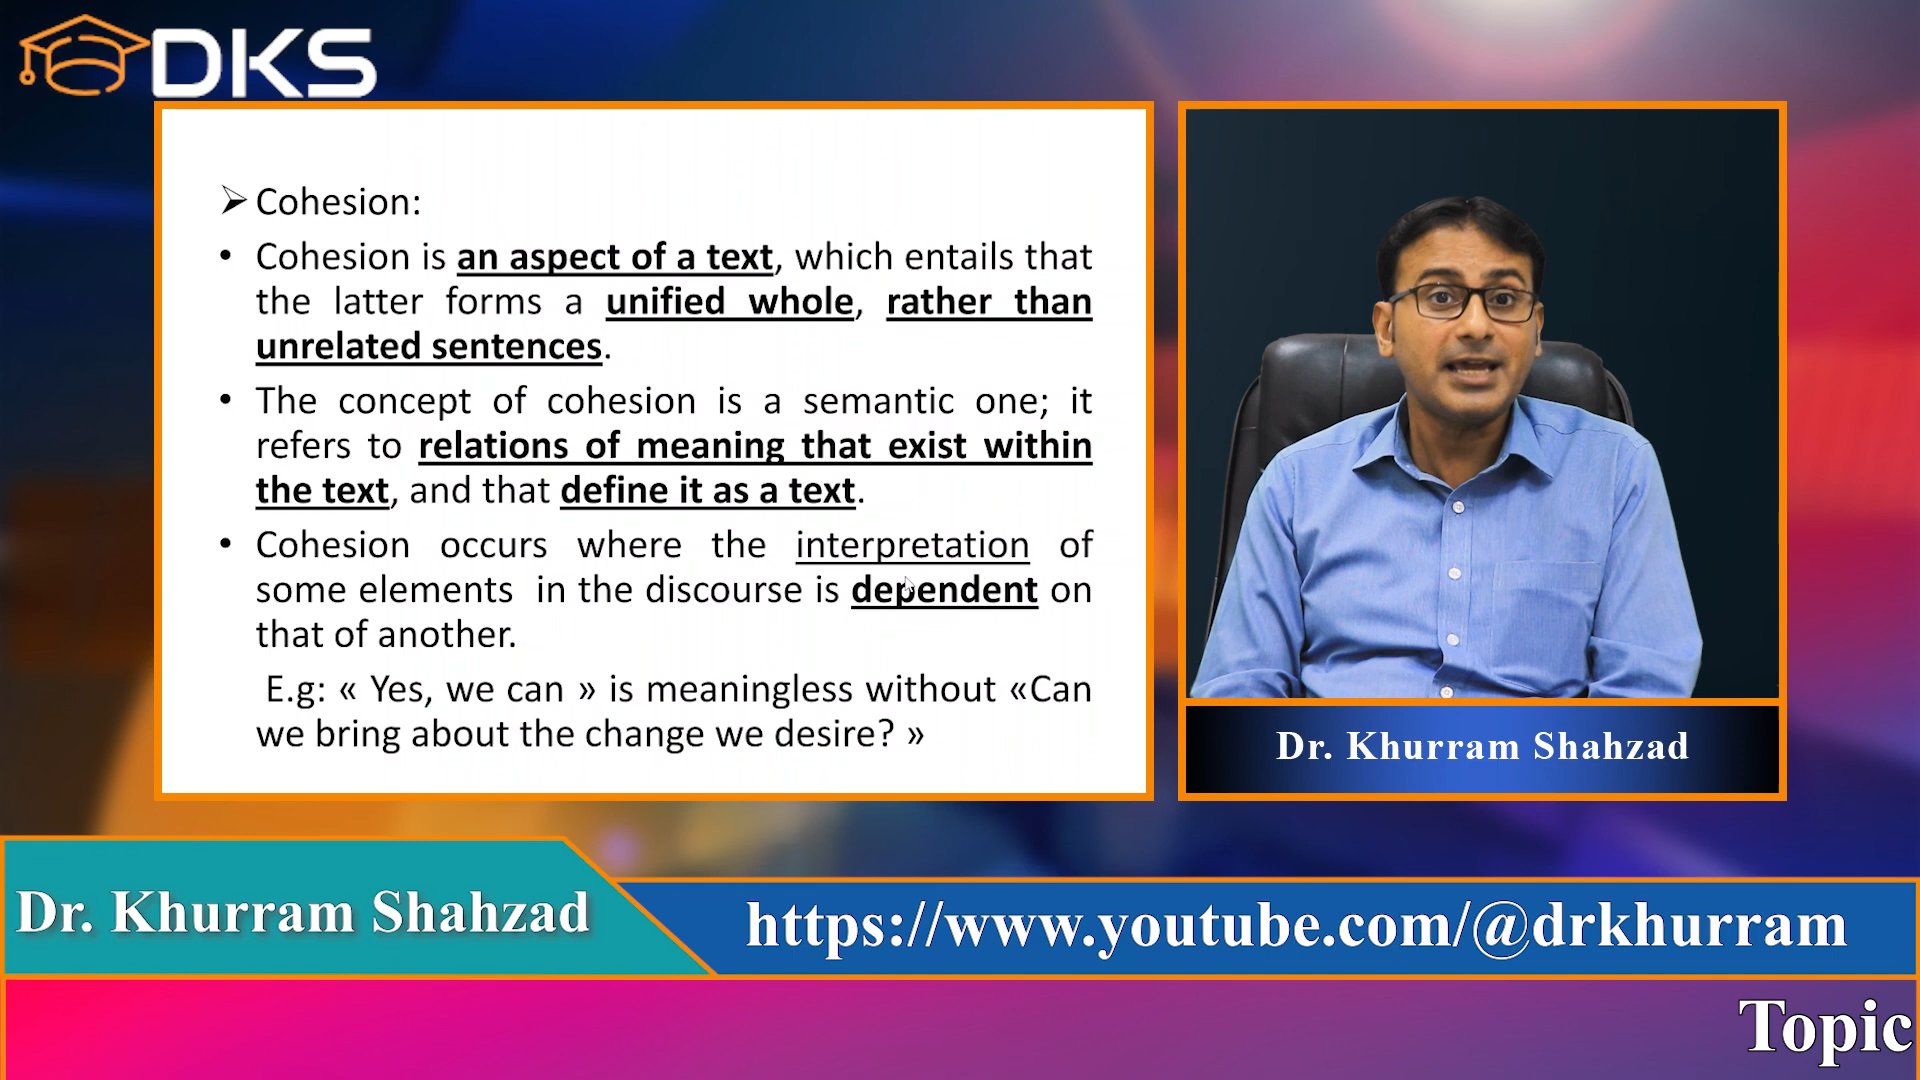 DKS
Cohesion:
• Cohesion is an aspect of a text, which entails that
the latter forms a unified whole, rather than
unrelated sentences.
• The concept of cohesion is a semantic one; it
refers to relations of meaning that exist within
the text, and that define it as a text.
• Cohesion occurs where the interpretation of
some elements in the discourse is dependent on
that of another.
E.g: « Yes, we can » is meaningless without «Can
we bring about the change we desire? »
Dr. Khurram Shahzad
Dr. Khurram Shahzad
https://www.youtube.com/@drkhurram
Topic